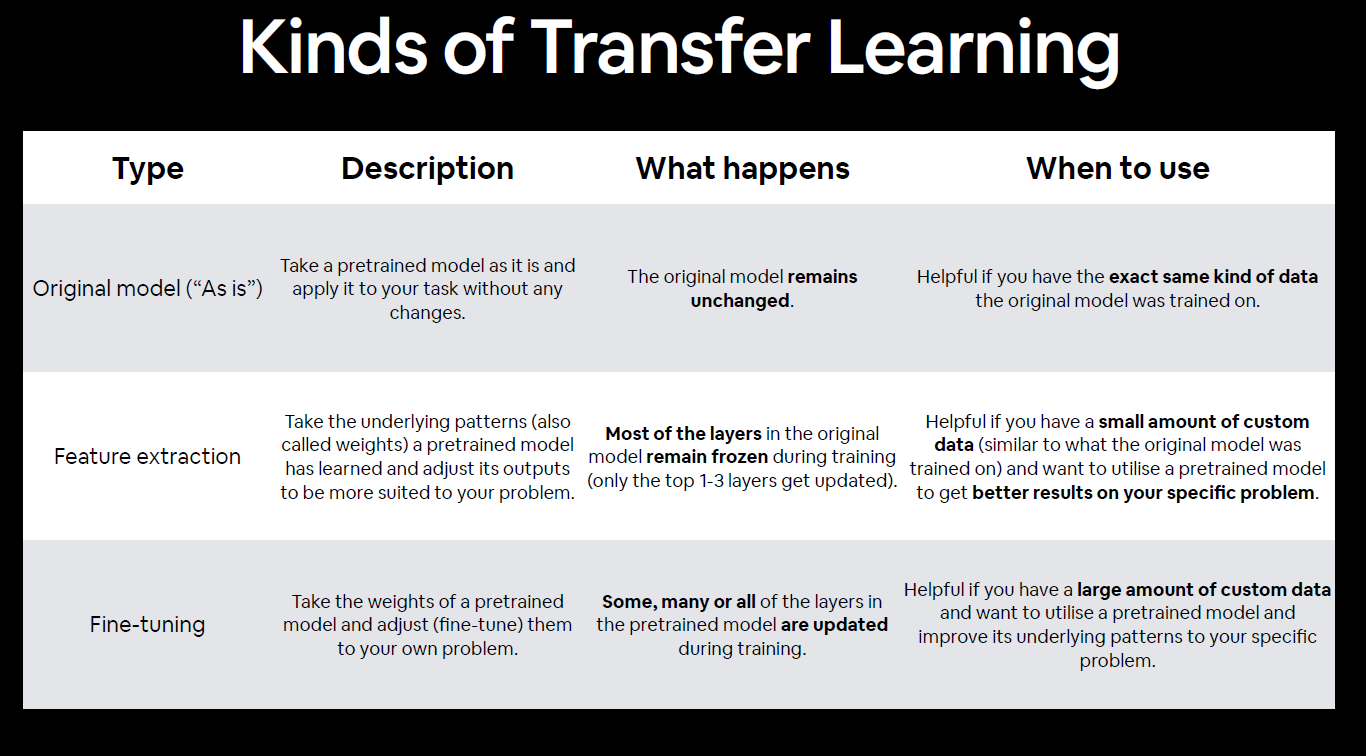 Kinds of Transfer Learning
Type
Description
What happens
When to use
Original model (“As is”)
Take a pretrained model as it is and
apply it to your task without any
changes.
The original model remains
unchanged.
Helpful if you have the exact same kind of data
the original model was trained on.
Feature extraction
Take the underlying patterns (also
called weights) a pretrained model
has learned and adjust its outputs
to be more suited to your problem.
Most of the layers in the original
model remain frozen during training
(only the top 1-3 layers get updated).
Helpful if you have a small amount of custom
data (similar to what the original model was
trained on) and want to utilise a pretrained model
to get better results on your specific problem.
Fine-tuning
Take the weights of a pretrained
model and adjust (fine-tune) them
to your own problem.
Some, many or all of the layers in
the pretrained model are updated
during training.
Helpful if you have a large amount of custom data
and want to utilise a pretrained model and
improve its underlying patterns to your specific
problem.